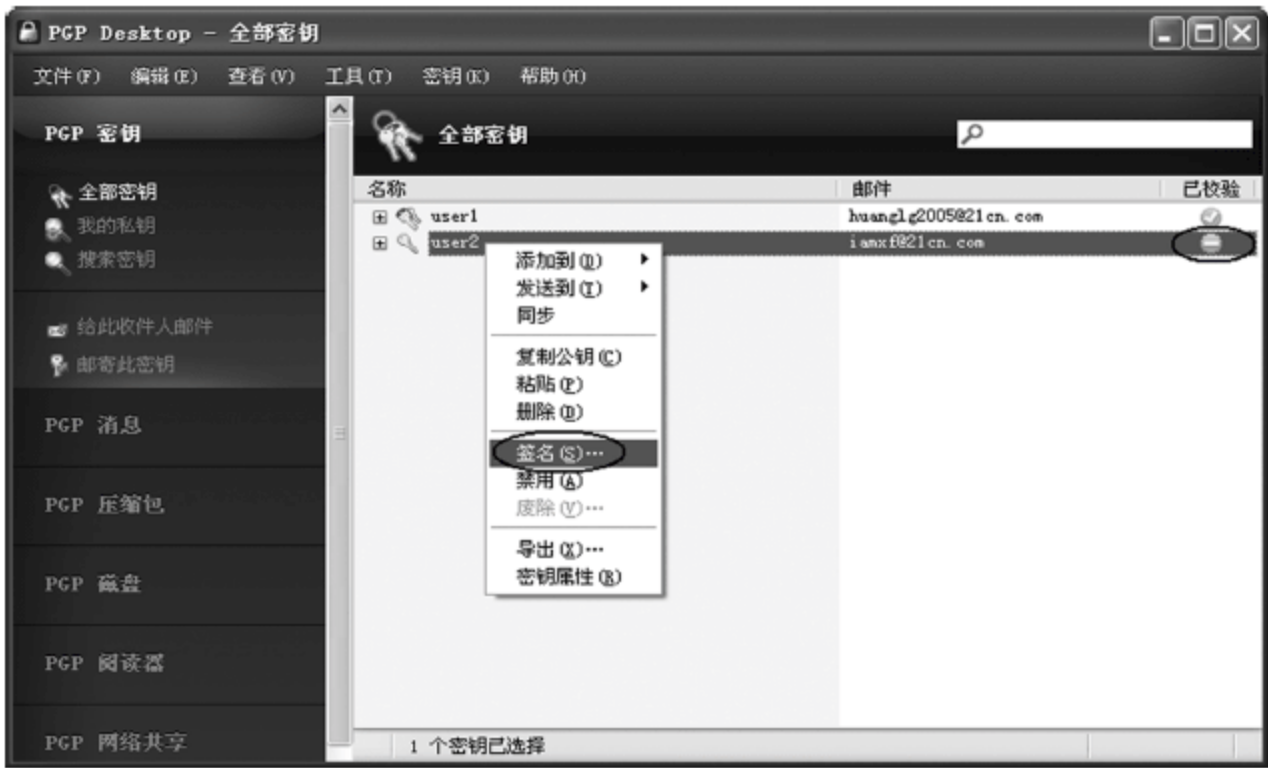 PGP Desktop - 全部密钥
文件(F) 编辑(E) 查看(V) 工具(T) 密钥(K) 帮助(H)
PGP 密钥
全部密钥
我的私钥
搜索密钥
给此收件人邮件
邮寄此密钥
PGP 消息
PGP 压缩包
PGP 磁盘
PGP 阅读器
PGP 网络共享
全部密钥
名称 邮件 已校验
user1 huanglg2005@21cn.com
user2 iamxf@21cn.com
添加到(D)
发送到(T)
同步
复制公钥(C)
粘贴(P)
删除(D)
签名(S)…
禁用(A)
废除(V)…
导出(X)…
密钥属性(R)
1 个密钥已选择